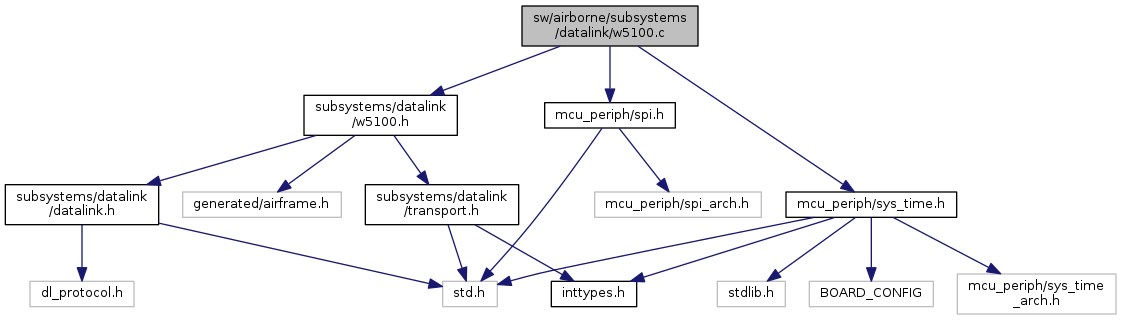 sw/airborne/subsystems
/datalink/w5100.c
subsystems/datalink
/w5100.h
mcu_periph/spi.h
subsystems/datalink
/datalink.h
generated/airframe.h
subsystems/datalink
/transport.h
mcu_periph/spi_arch.h
mcu_periph/sys_time.h
dl_protocol.h
std.h
inttypes.h
stdlib.h
BOARD_CONFIG
mcu_periph/sys_time
_arch.h